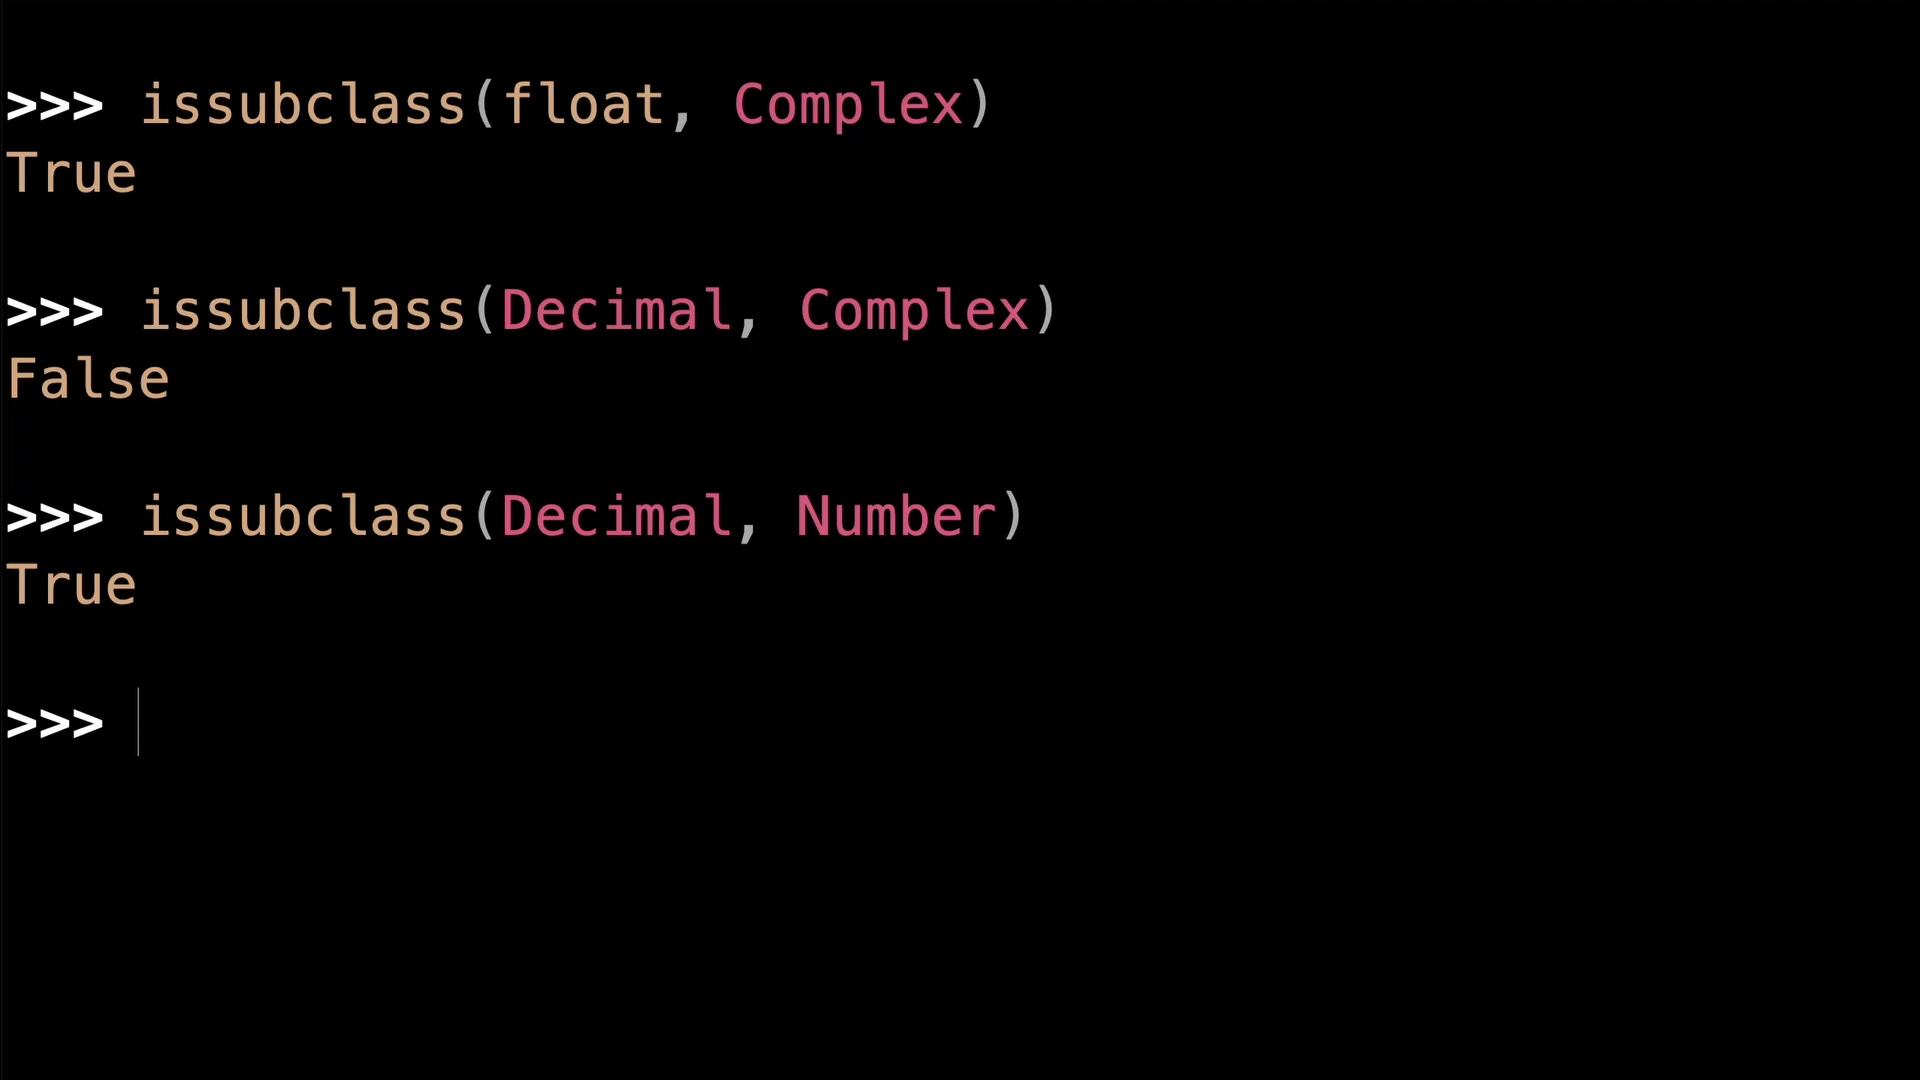 >>> issubclass(float, Complex)
True
>>> issubclass(Decimal, Complex)
False
>>> issubclass(Decimal, Number)
True
>>>